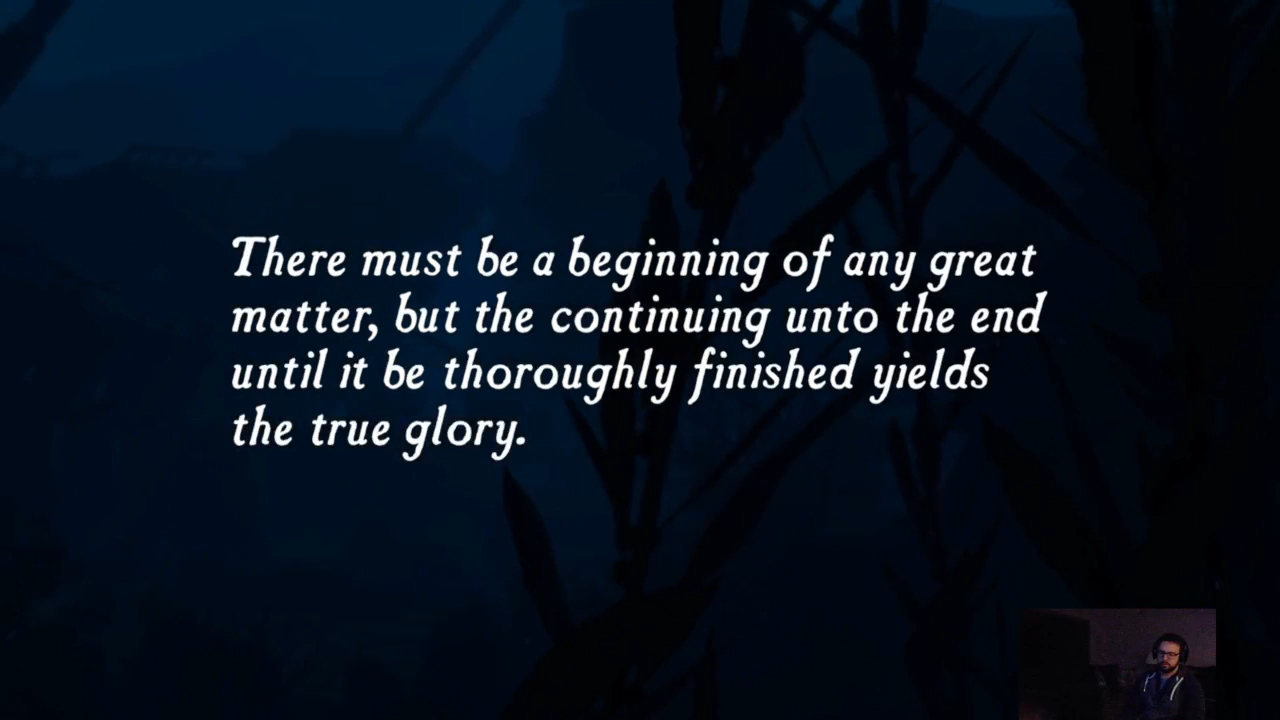 There must be a beginning of any great
matter, but the continuing unto the end
until it be thoroughly finished yields
the true glory.